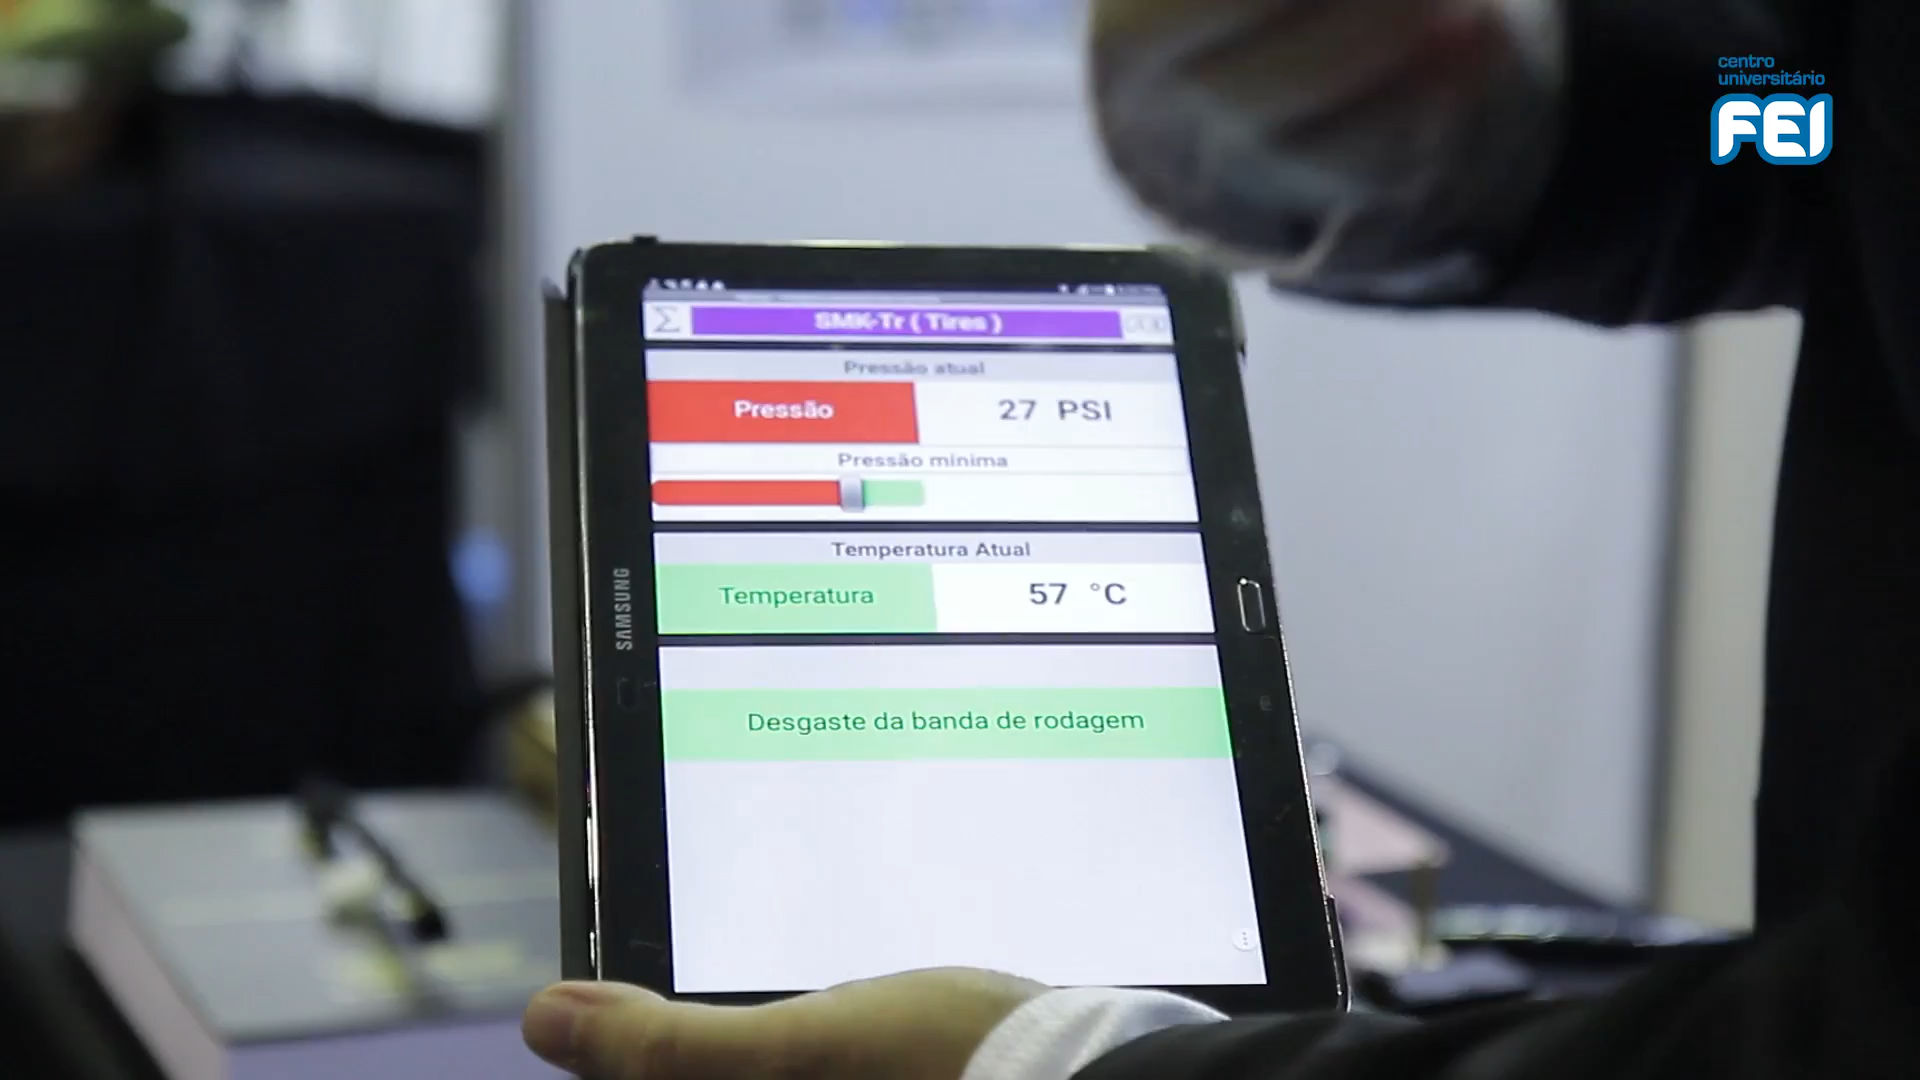 centro
universitário
FEI
SMK-Tr ( Tires )
Pressão atual
Pressão
27 PSI
Pressão mínima
Temperatura Atual
Temperatura
57 °C
Desgaste da banda de rodagem
SAMSUNG